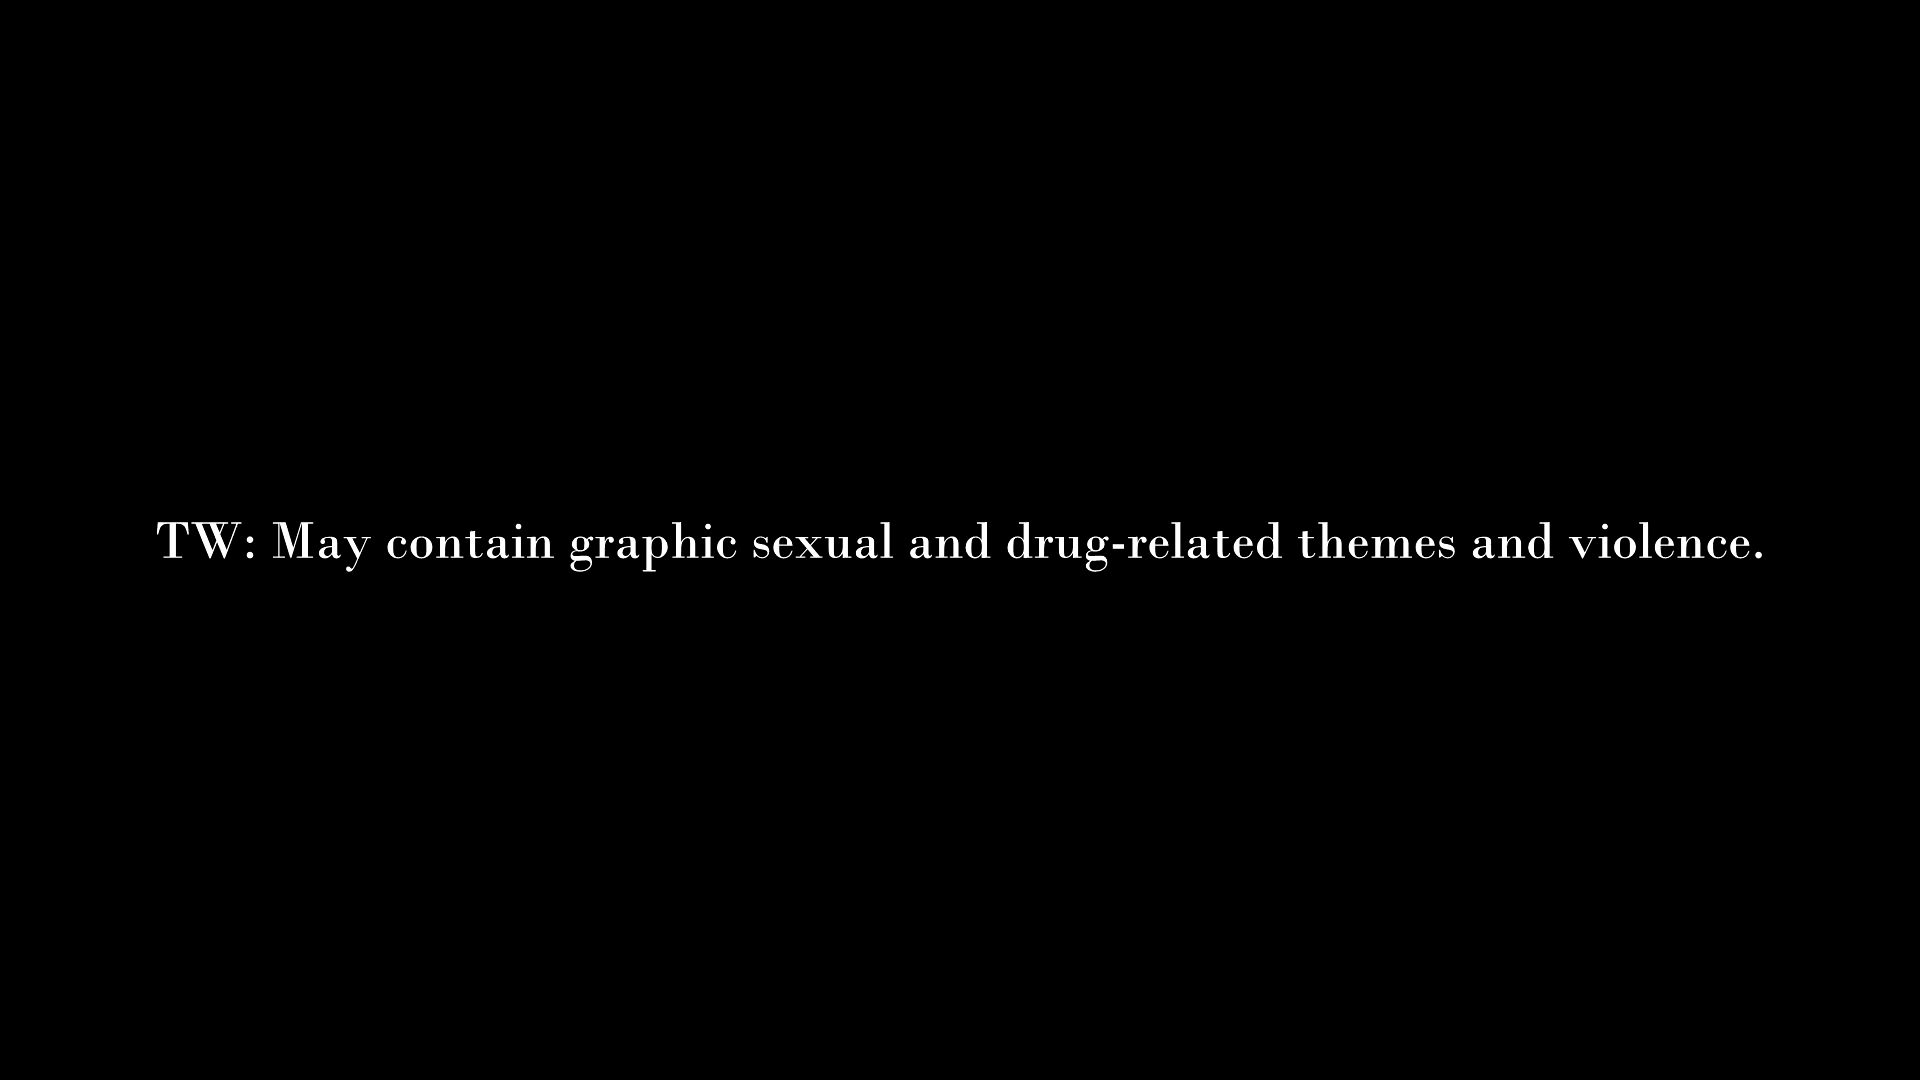 TW: May contain graphic sexual and drug-related themes and violence.